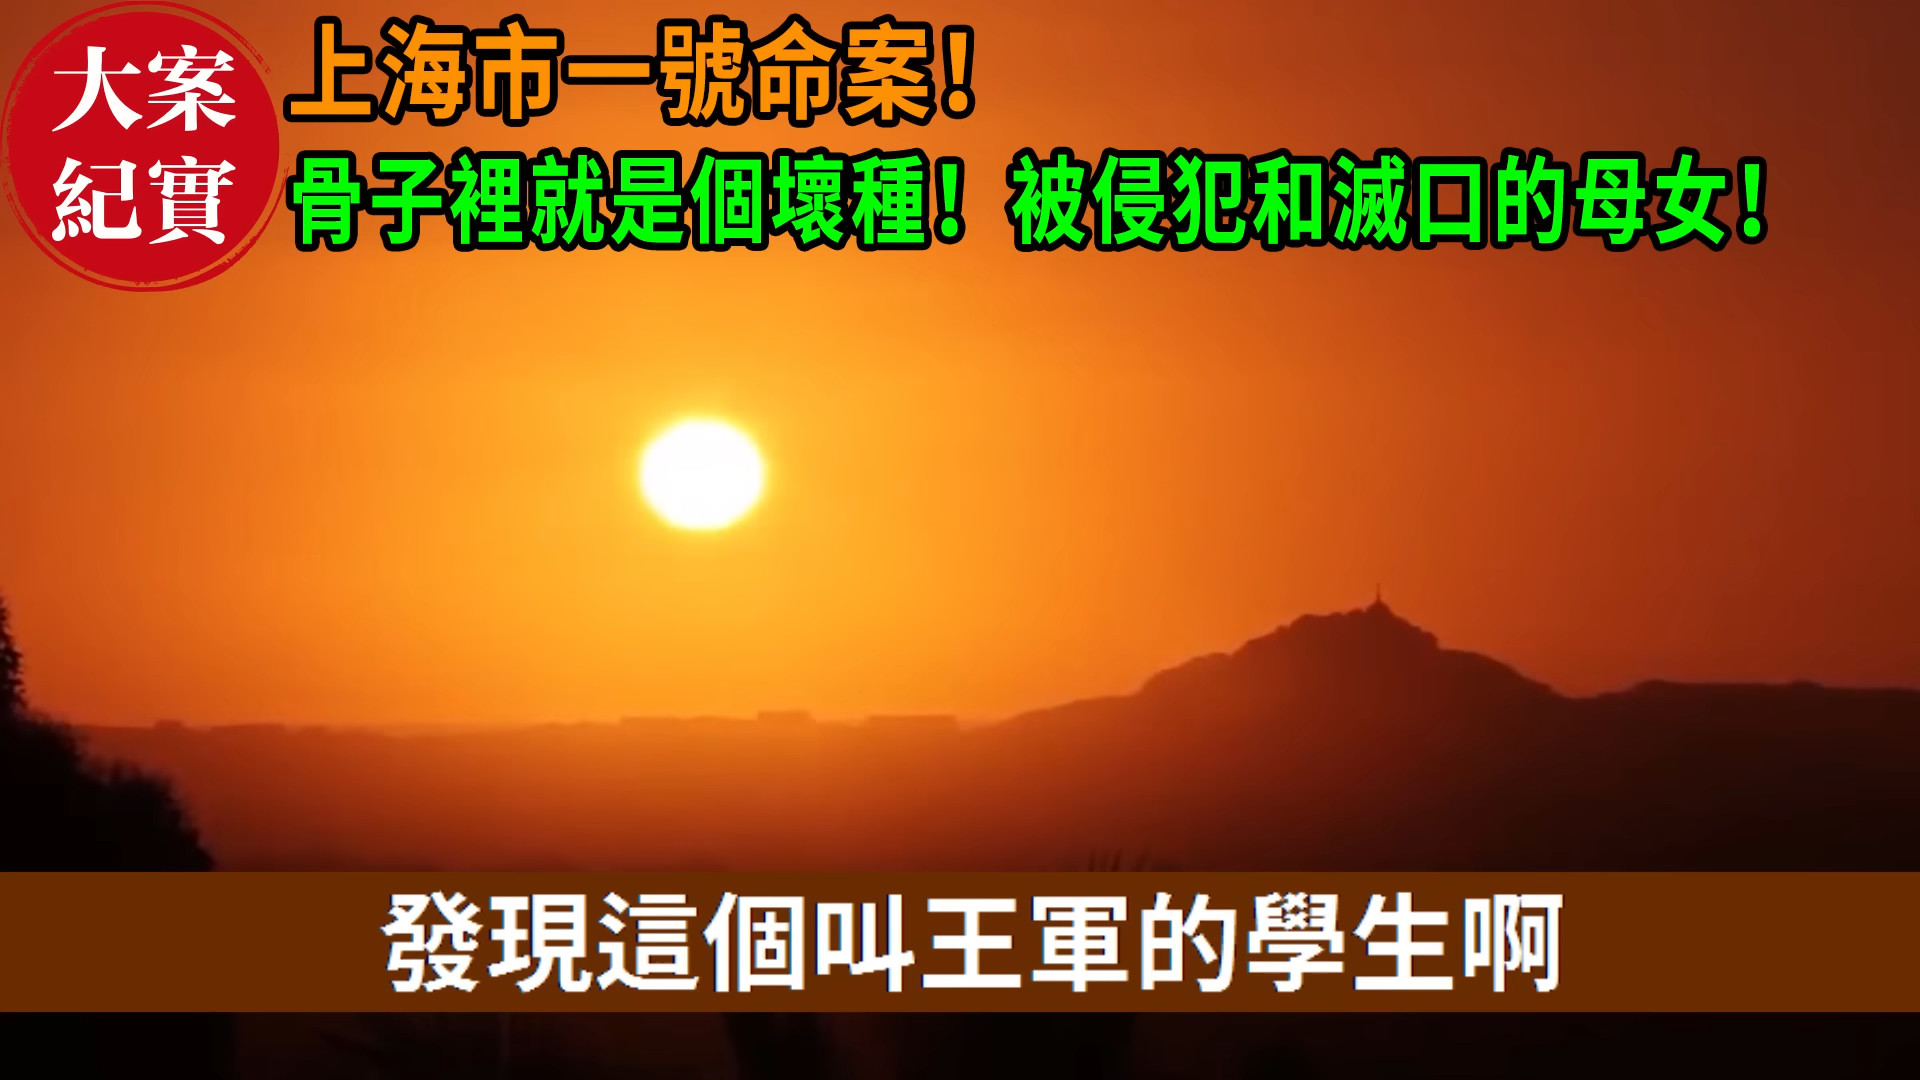 大案
紀實
上海市一號命案！
骨子裡就是個壞種！被侵犯和滅口的母女！
發現這個叫王軍的學生啊